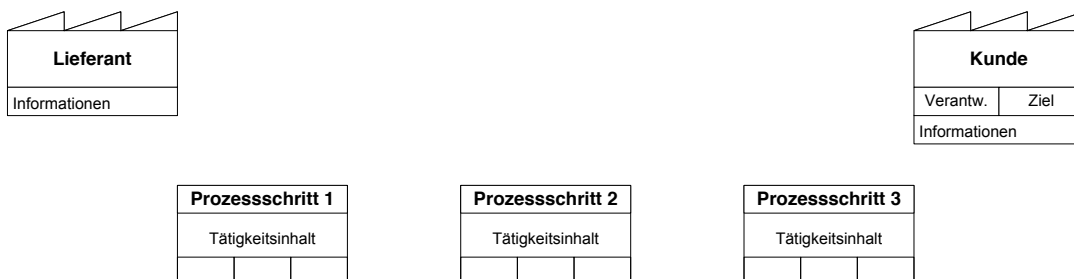 Lieferant
Informationen
Kunde
Verantw. Ziel
Informationen
Prozessschritt 1
Tätigkeitsinhalt
Prozessschritt 2
Tätigkeitsinhalt
Prozessschritt 3
Tätigkeitsinhalt